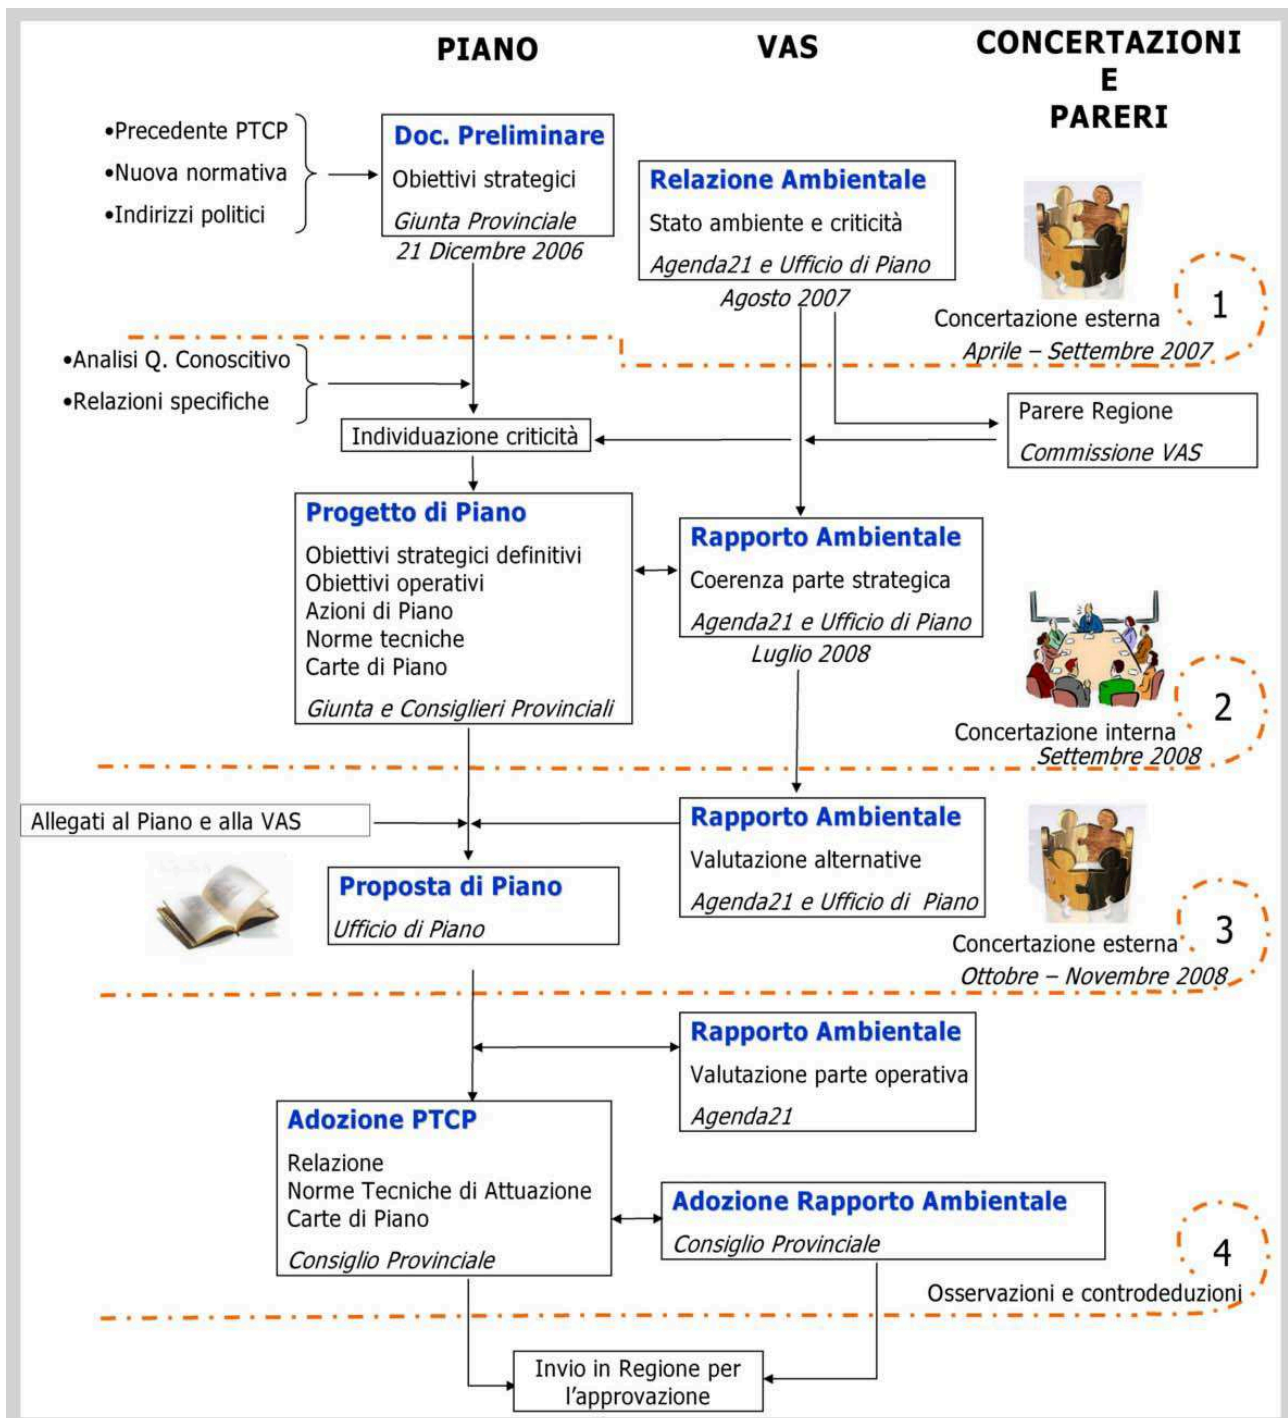 PIANO
VAS
CONCERTAZIONI
E
PARERI
•Precedente PTCP
•Nuova normativa
•Indirizzi politici
Doc. Preliminare
Obiettivi strategici
Giunta Provinciale
21 Dicembre 2006
Relazione Ambientale
Stato ambiente e criticità
Agenda21 e Ufficio di Piano
Agosto 2007
1
Concertazione esterna
Aprile – Settembre 2007
•Analisi Q. Conoscitivo
•Relazioni specifiche
Individuazione criticità
Parere Regione
Commissione VAS
Progetto di Piano
Obiettivi strategici definitivi
Obiettivi operativi
Azioni di Piano
Norme tecniche
Carte di Piano
Giunta e Consiglieri Provinciali
Rapporto Ambientale
Coerenza parte strategica
Agenda21 e Ufficio di Piano
Luglio 2008
2
Concertazione interna
Settembre 2008
Allegati al Piano e alla VAS
Rapporto Ambientale
Valutazione alternative
Agenda21 e Ufficio di Piano
Proposta di Piano
Ufficio di Piano
3
Concertazione esterna
Ottobre – Novembre 2008
Rapporto Ambientale
Valutazione parte operativa
Agenda21
Adozione PTCP
Relazione
Norme Tecniche di Attuazione
Carte di Piano
Consiglio Provinciale
Adozione Rapporto Ambientale
Consiglio Provinciale
4
Osservazioni e controdeduzioni
Invio in Regione per
l'approvazione